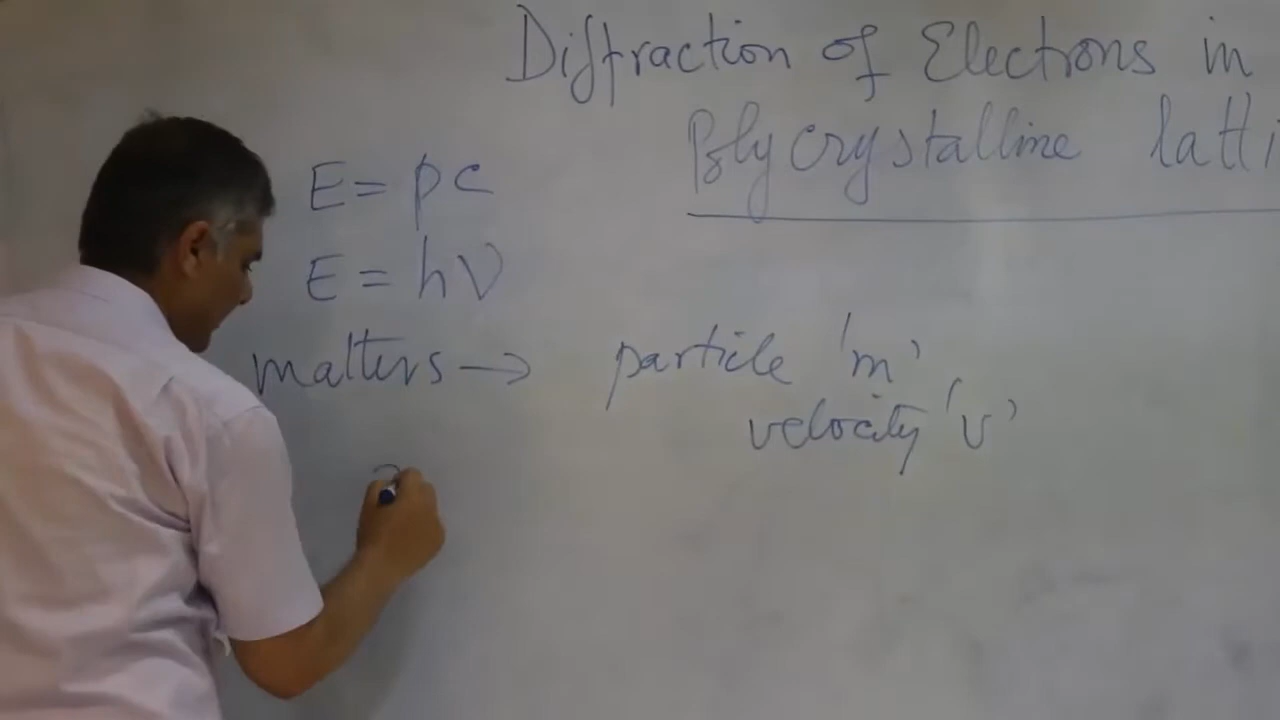 Diffraction of Electrons in
Polycrystalline latti
E = pc
E = hν
matters → particle 'm'
velocity 'v'